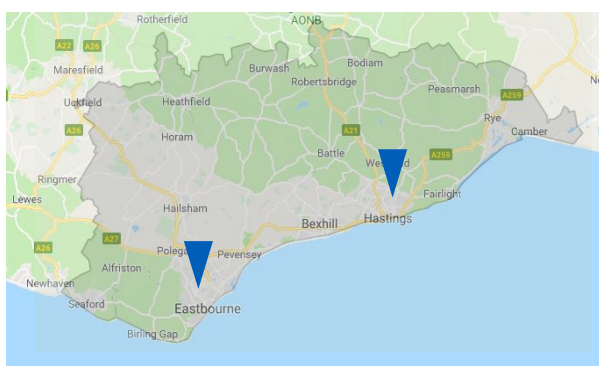 Rotherfield
AONB
A22
A26
Maresfield
Burwash
Bodiam
Robertsbridge
Peasmarsh
A259
Uckfield
Heathfield
Rye
Camber
A26
Horam
A21
Battle
A259
Ringmer
Fairlight
Lewes
Hailsham
Bexhill
Hastings
A27
Pevensey
A26
Alfriston
Newhaven
Seaford
Eastbourne
Birling Gap